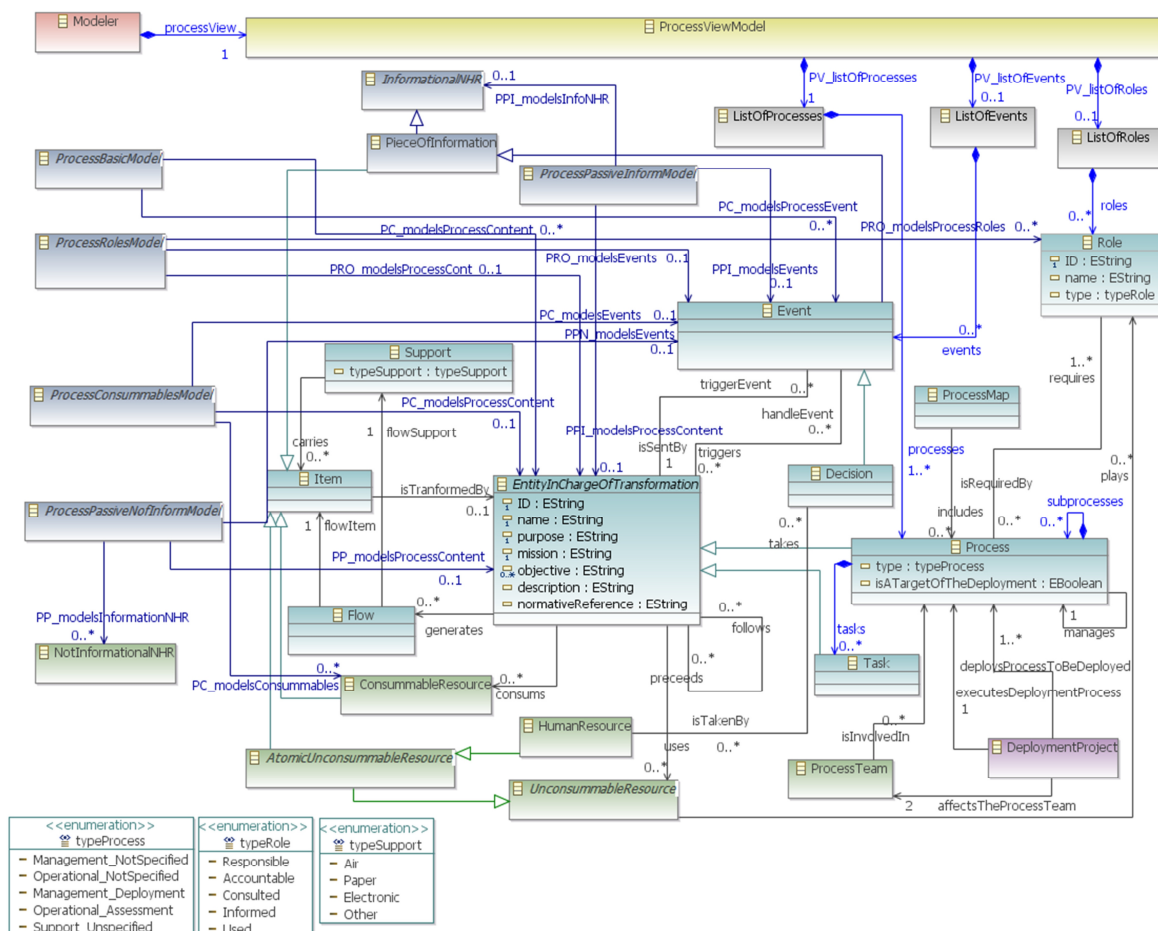 Modeler
processView
1
ProcessViewModel
InformationalNHR
0..1
PPI_modelsInfoNHR
PV_listOfProcesses
1
PV_listOfEvents
0..1
PV_listOfRoles
0..1
ListOfProcesses
ListOfEvents
ListOfRoles
PieceOfInformation
ProcessBasicModel
ProcessPassiveInformModel
roles
0..*
PC_modelsProcessEvent
0..*
PC_modelsProcessContent 0..*
PRO_modelsProcessRoles 0..*
ProcessRolesModel
PRO_modelsEvents 0..1
PRO_modelsProcessCont 0..1
PPI_modelsEvents
0..1
Role
ID : EString
name : EString
type : typeRole
Event
PC_modelsEvents 0..1
PPN_modelsEvents
0..1
0..*
events
Support
typeSupport : typeSupport
triggerEvent
0..*
handleEvent
0..*
1..*
requires
ProcessConsummablesModel
PC_modelsProcessContent
0..1
1 flowSupport
carries
0..*
PPI_modelsProcessContent
0..1
isSentBy
1
triggers
0..*
ProcessMap
processes
1..*
Decision
0..*
isRequiredBy
0..*
includes
0..*
0..*
plays
subprocesses
0..*
Item
isTranformedBy
0..1
EntityInChargeOfTransformation
ID : EString
name : EString
purpose : EString
mission : EString
0..* objective : EString
description : EString
normativeReference : EString
ProcessPassiveNofInformModel
1 flowItem
PP_modelsProcessContent
0..1
takes
Process
type : typeProcess
isATargetOfTheDeployment : EBoolean
PP_modelsInformationNHR
0..*
Flow
0..*
generates
0..*
follows
0..*
preceeds
tasks
0..*
1
manages
NotInformationalNHR
PC_modelsConsummables
0..*
ConsummableResource
0..*
consums
Task
1..*
deploysProcessToBeDeployed
executesDeploymentProcess
1
HumanResource
isTakenBy
0..*
0..*
isInvolvedIn
AtomicUnconsummableResource
uses
0..*
UnconsummableResource
ProcessTeam
DeploymentProject
2
affectsTheProcessTeam
<<enumeration>>
typeProcess
Management_NotSpecified
Operational_NotSpecified
Management_Deployment
Operational_Assessment
Support_Unspecified
<<enumeration>>
typeRole
Responsible
Accountable
Consulted
Informed
Used
<<enumeration>>
typeSupport
Air
Paper
Electronic
Other